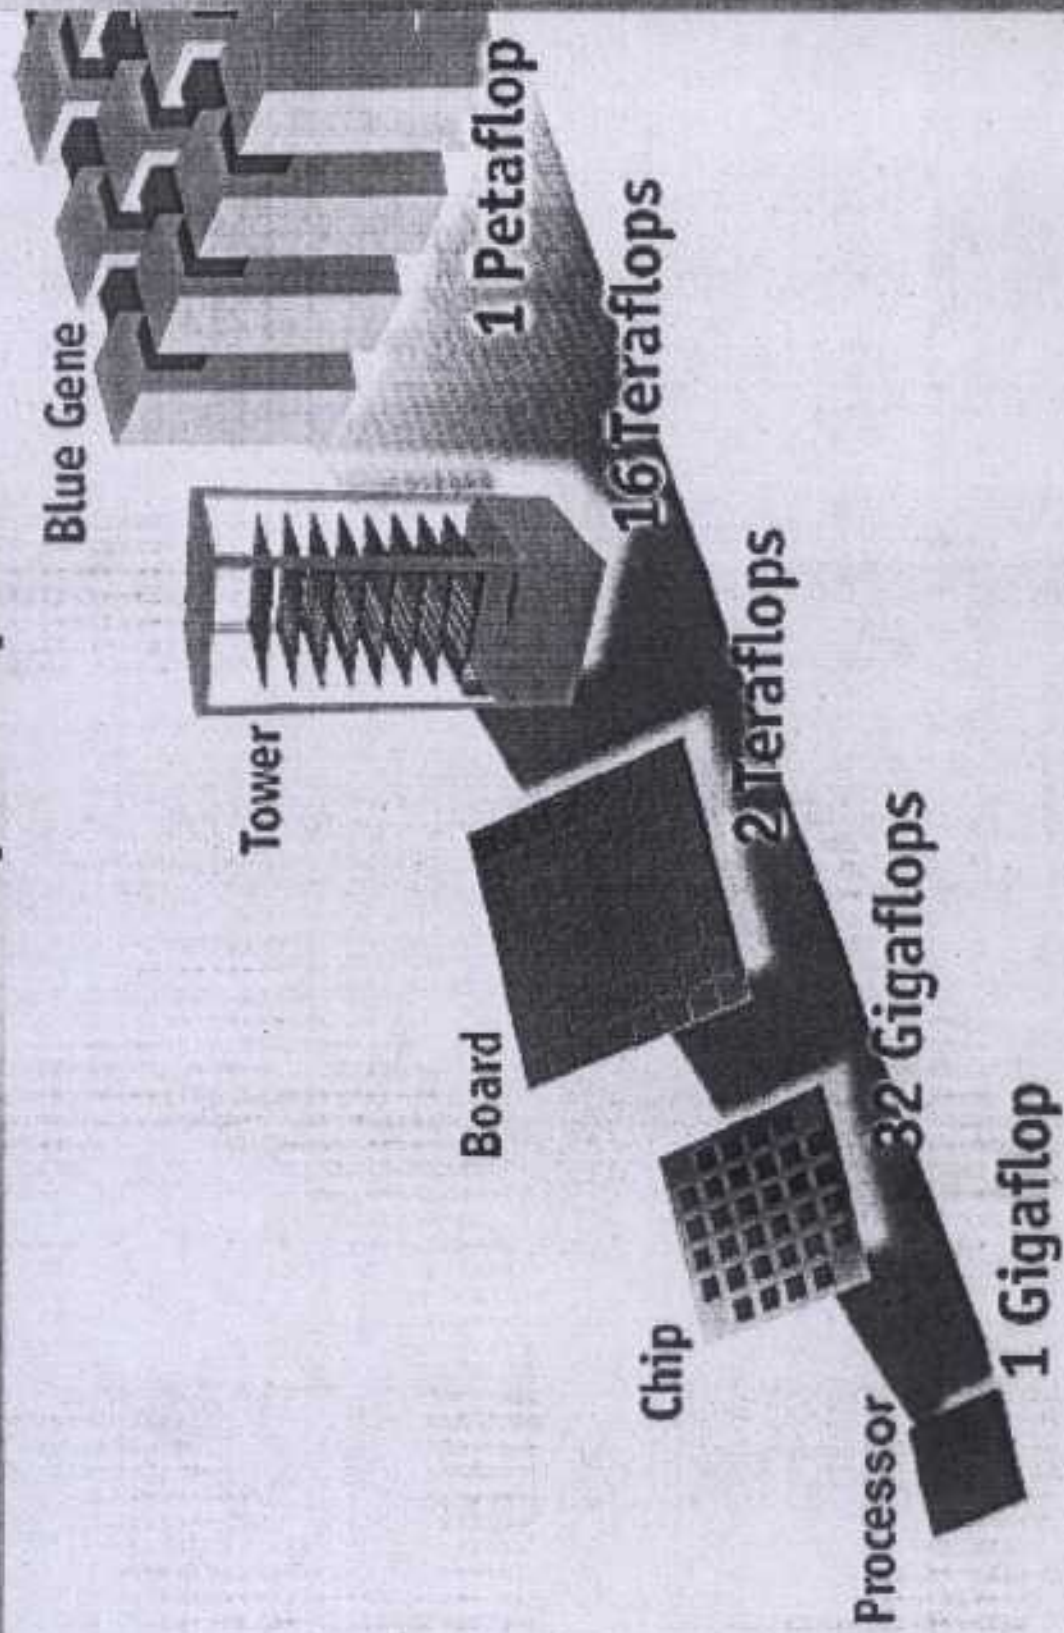 Blue Gene
1 Petaflop
Tower
16 Teraflops
Board
2 Teraflops
Chip
32 Gigaflops
Processor
1 Gigaflop